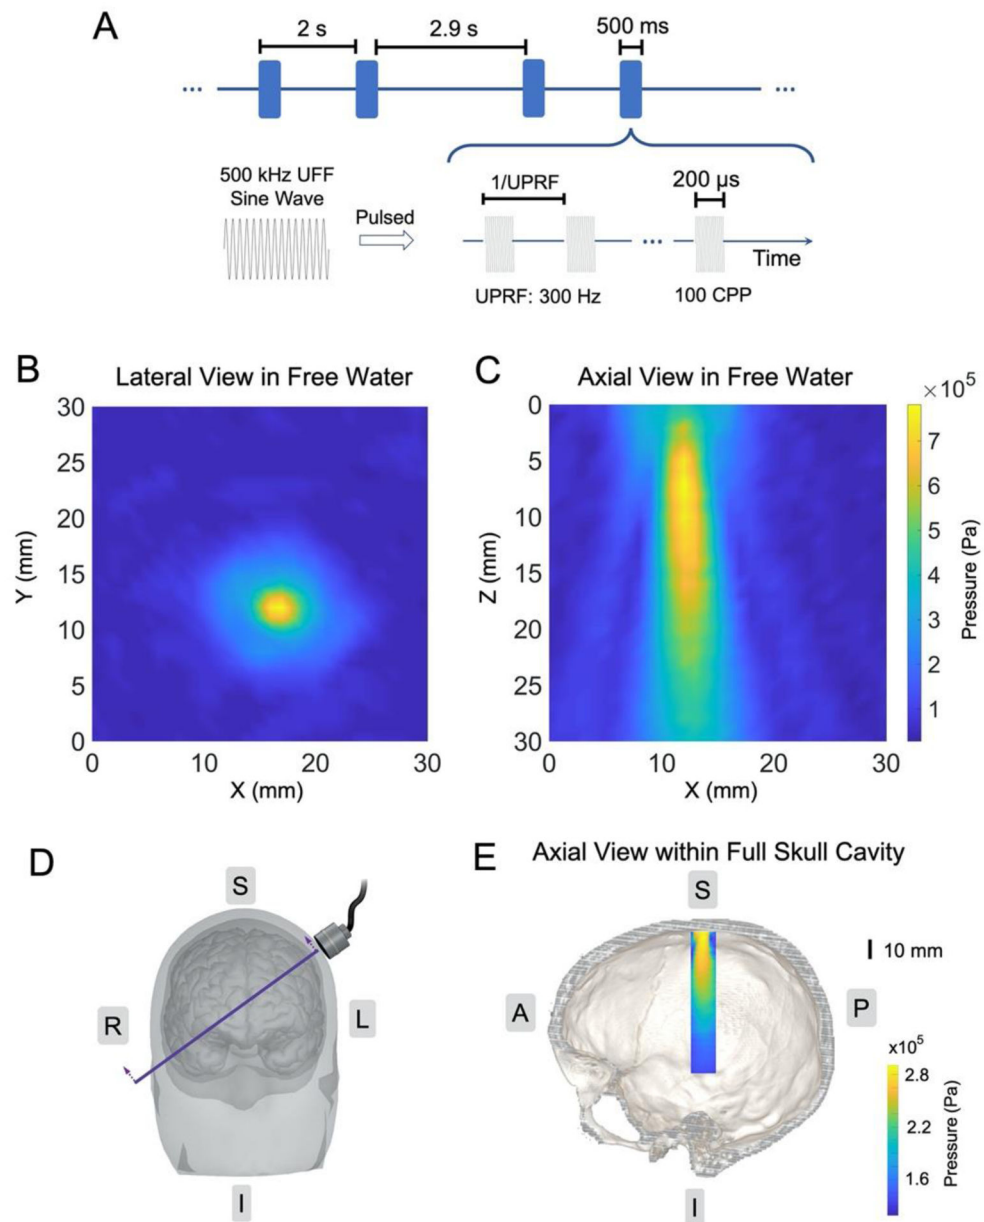 A
2 s
2.9 s
500 ms
...
...
500 kHz UFF
Sine Wave
Pulsed
1/UPRF
200 µs
...
Time
UPRF: 300 Hz
100 CPP
B
Lateral View in Free Water
30
25
20
15
10
5
0
Y (mm)
0
10
20
30
X (mm)
C
Axial View in Free Water
0
5
10
15
20
25
30
Z (mm)
0
10
20
30
X (mm)
×10⁵
7
6
5
4
3
2
1
Pressure (Pa)
D
S
R
L
I
E
Axial View within Full Skull Cavity
S
10 mm
A
P
I
x10⁵
2.8
2.2
1.6
Pressure (Pa)